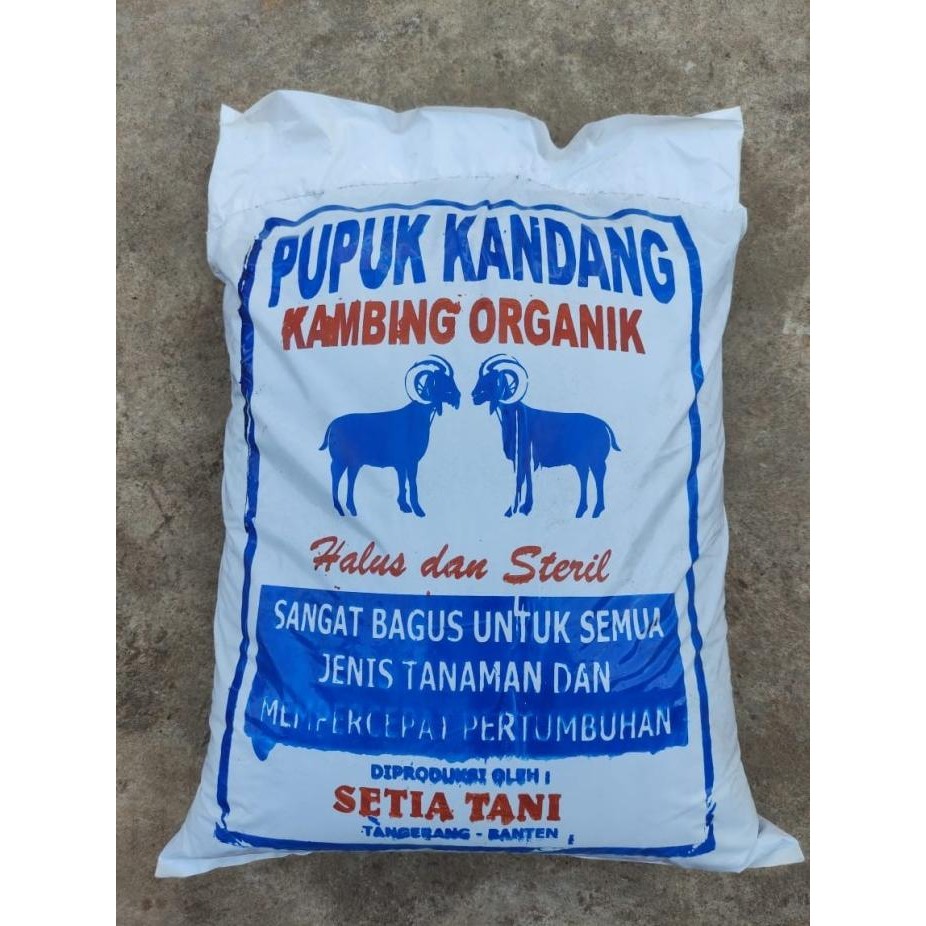 PUPUK KANDANG
KAMBING ORGANIK
Halus dan Steril
SANGAT BAGUS UNTUK SEMUA
JENIS TANAMAN DAN
MEMPERCEPAT PERTUMBUHAN
DIPRODUKSI OLEH :
SETIA TANI
TANGERANG - BANTEN